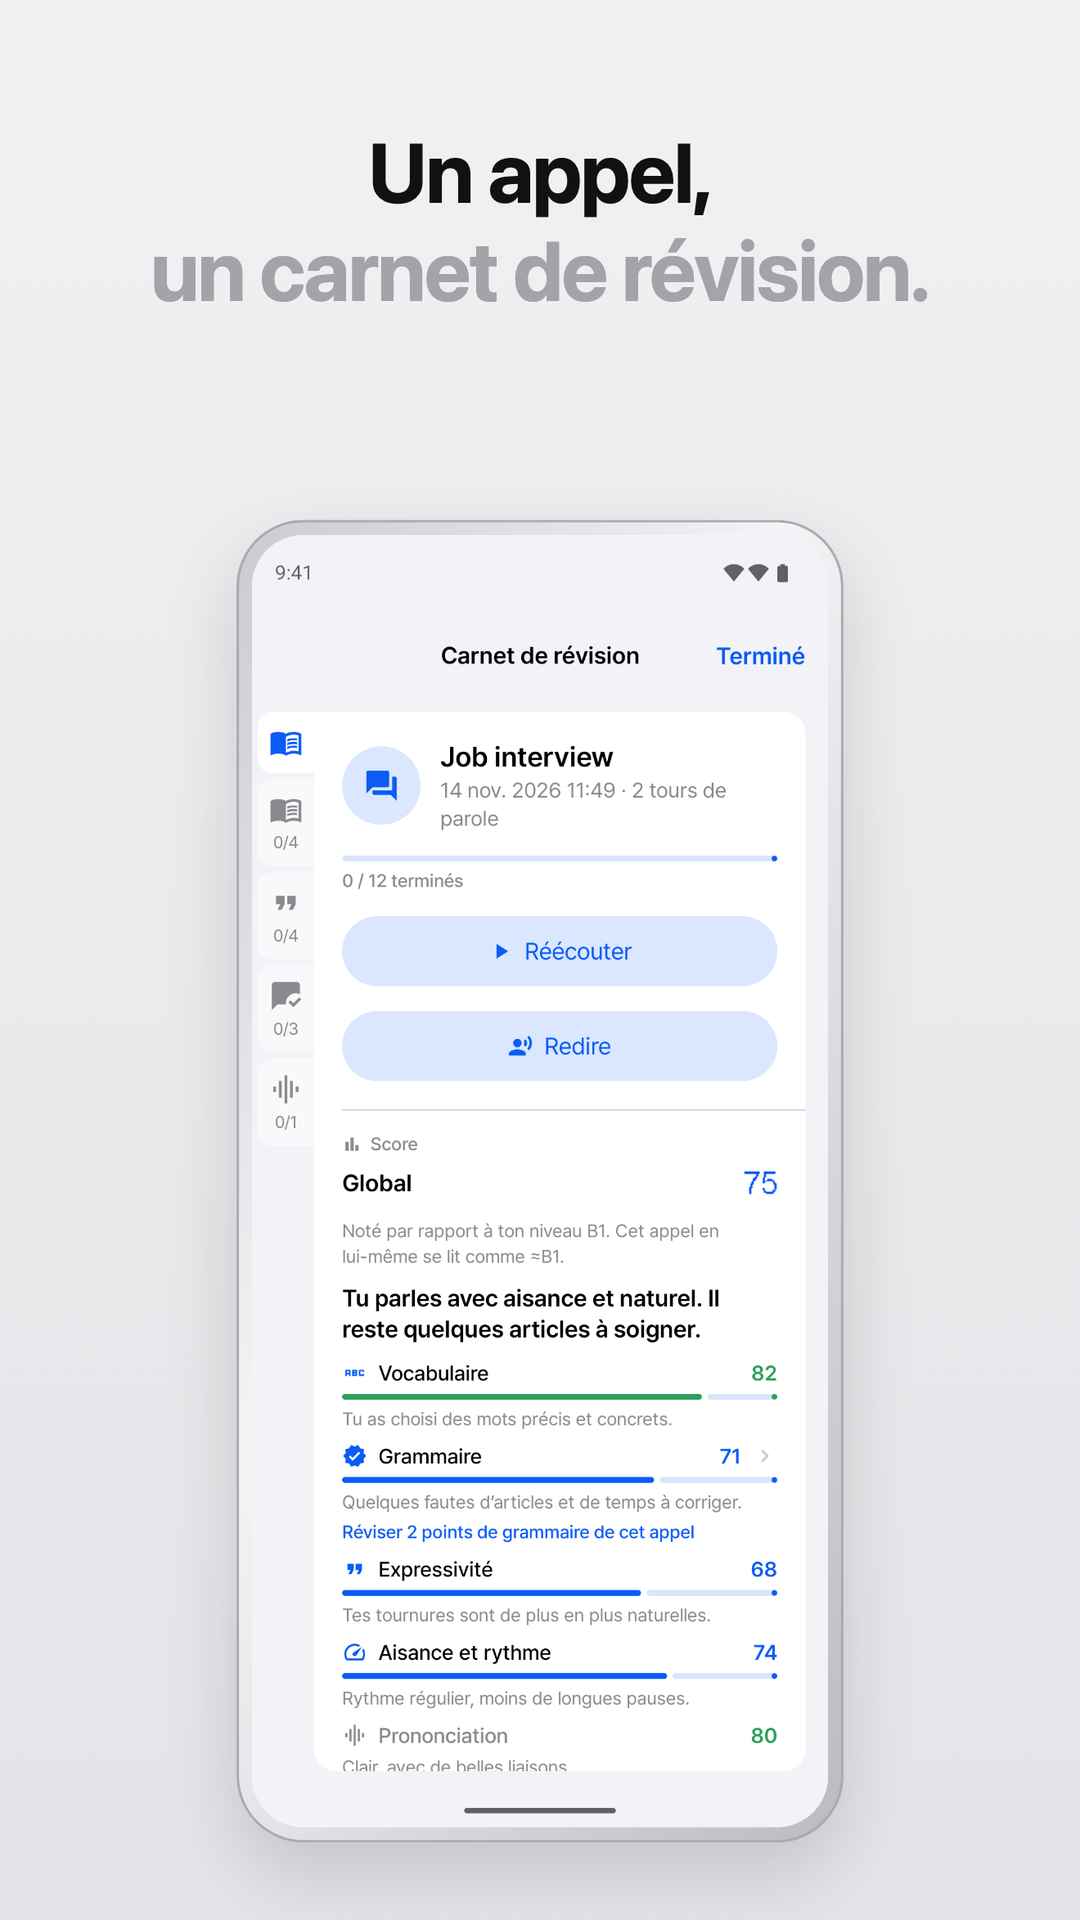 Un appel,
un carnet de révision.
9:41
Carnet de révision
Terminé
Job interview
14 nov. 2026 11:49 · 2 tours de
parole
0 / 12 terminés
0/4
0/4
0/3
0/1
Réécouter
Redire
Score
Global
75
Noté par rapport à ton niveau B1. Cet appel en
lui-même se lit comme ≈B1.
Tu parles avec aisance et naturel. Il
reste quelques articles à soigner.
ABC Vocabulaire
82
Tu as choisi des mots précis et concrets.
Grammaire
71
Quelques fautes d'articles et de temps à corriger.
Réviser 2 points de grammaire de cet appel
Expressivité
68
Tes tournures sont de plus en plus naturelles.
Aisance et rythme
74
Rythme régulier, moins de longues pauses.
Prononciation
80
Clair, avec de belles liaisons